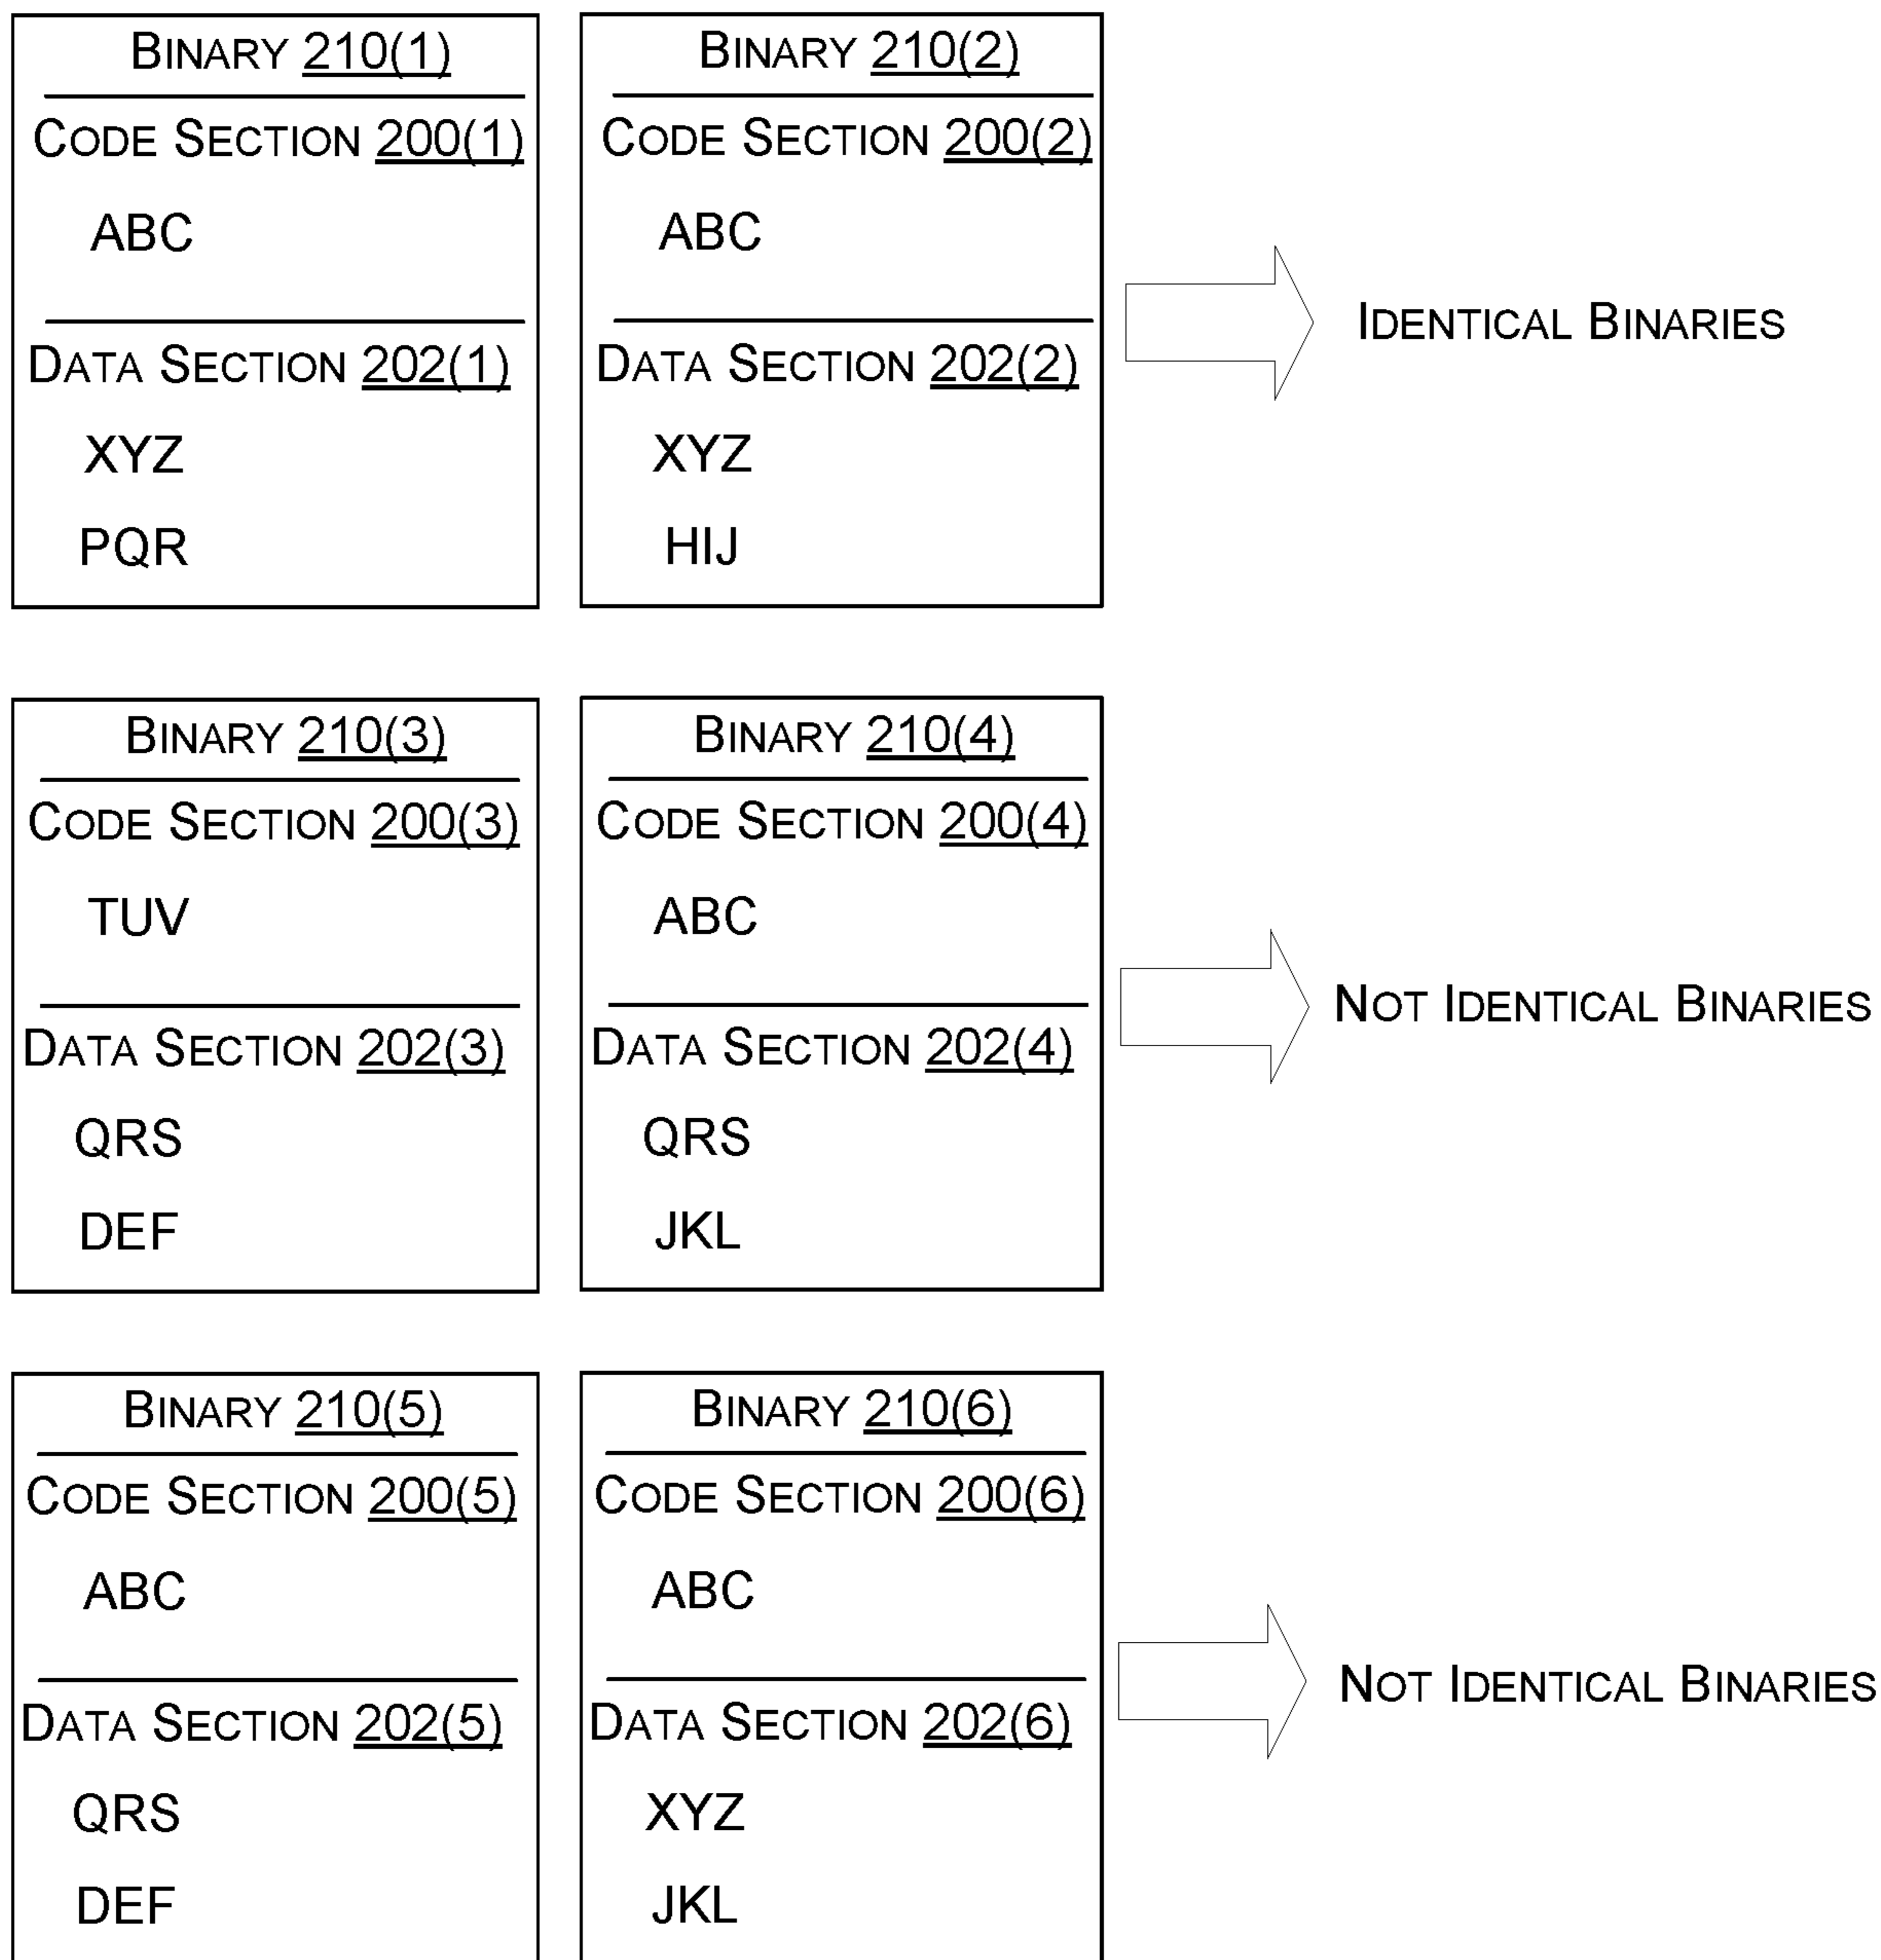 BINARY 210(1)
CODE SECTION 200(1)
ABC
DATA SECTION 202(1)
XYZ
PQR
BINARY 210(2)
CODE SECTION 200(2)
ABC
DATA SECTION 202(2)
XYZ
HIJ
IDENTICAL BINARIES
BINARY 210(3)
CODE SECTION 200(3)
TUV
DATA SECTION 202(3)
QRS
DEF
BINARY 210(4)
CODE SECTION 200(4)
ABC
DATA SECTION 202(4)
QRS
JKL
NOT IDENTICAL BINARIES
BINARY 210(5)
CODE SECTION 200(5)
ABC
DATA SECTION 202(5)
QRS
DEF
BINARY 210(6)
CODE SECTION 200(6)
ABC
DATA SECTION 202(6)
XYZ
JKL
NOT IDENTICAL BINARIES